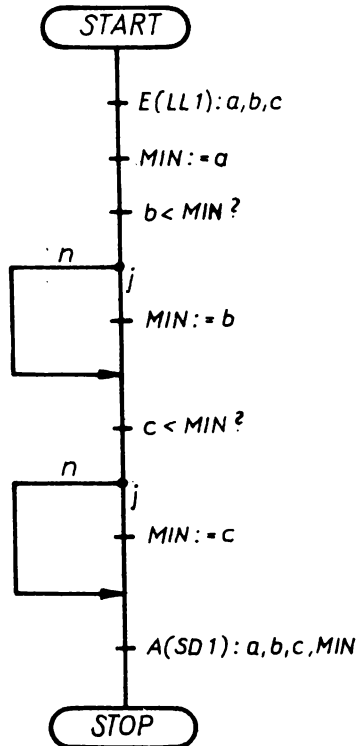 START
E(LL1): a,b,c
MIN:=a
b < MIN?
n
j
MIN:=b
c < MIN?
n
j
MIN:=c
A(SD1): a,b,c,MIN
STOP